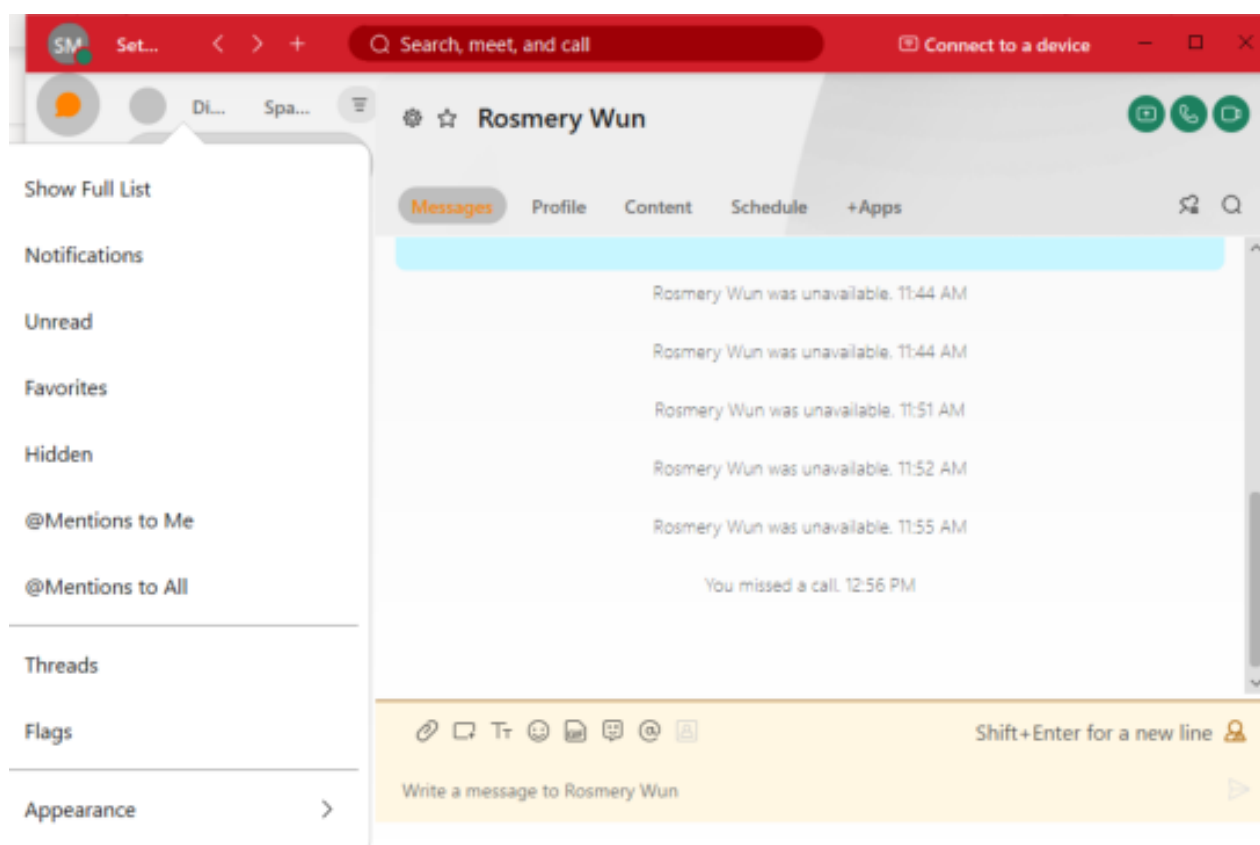 SM Set... Search, meet, and call Connect to a device
Di... Spa...
Rosmery Wun
Show Full List
Notifications
Unread
Favorites
Hidden
@Mentions to Me
@Mentions to All
Threads
Flags
Appearance
Messages Profile Content Schedule +Apps
Rosmery Wun was unavailable. 11:44 AM
Rosmery Wun was unavailable. 11:44 AM
Rosmery Wun was unavailable. 11:51 AM
Rosmery Wun was unavailable. 11:52 AM
Rosmery Wun was unavailable. 11:55 AM
You missed a call. 12:56 PM
Shift+Enter for a new line
Write a message to Rosmery Wun